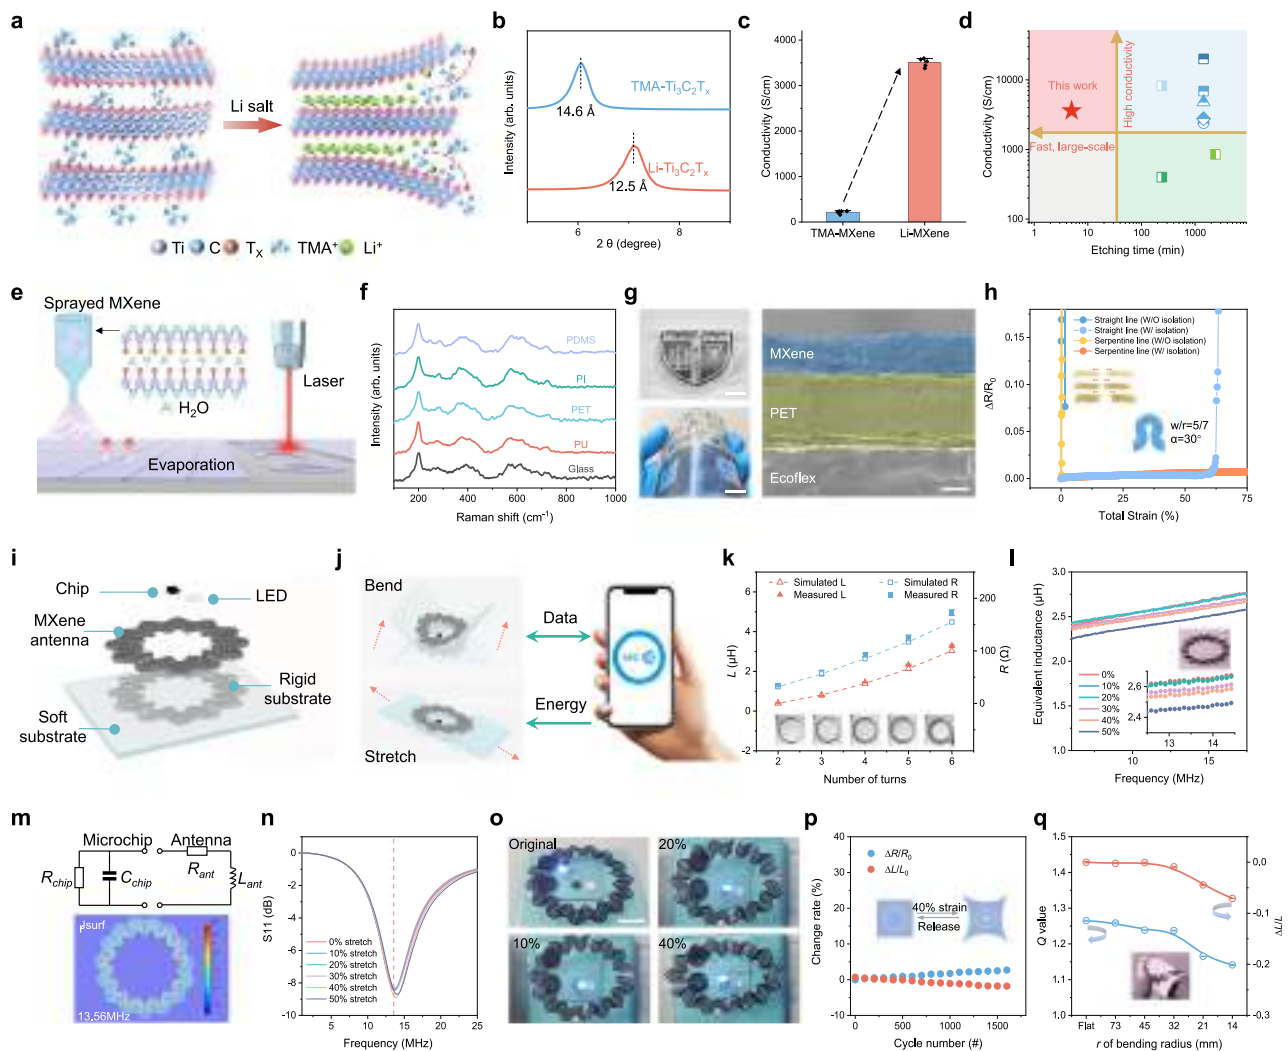 a
Li salt
Ti
C
Tₓ
TMA⁺
Li⁺
b
Intensity (arb. units)
TMA-Ti₃C₂Tₓ
14.6 Å
Li-Ti₃C₂Tₓ
12.5 Å
6
8
2 θ (degree)
c
Conductivity (S/cm)
4000
3000
2000
1000
0
TMA-MXene
Li-MXene
d
Conductivity (S/cm)
10000
1000
100
This work
High conductivity
Fast, large-scale
1
10
100
1000
Etching time (min)
e
Sprayed MXene
H₂O
Laser
Evaporation
f
Intensity (arb. units)
PDMS
PI
PET
PU
Glass
200
400
600
800
1000
Raman shift (cm⁻¹)
g
MXene
PET
Ecoflex
h
ΔR/R₀
0.15
0.10
0.05
0.00
Straight line (W/O isolation)
Straight line (W/ isolation)
Serpentine line (W/O isolation)
Serpentine line (W/ isolation)
w/r=5/7
α=30°
0
25
50
75
Total Strain (%)
i
Chip
LED
MXene
antenna
Rigid
substrate
Soft
substrate
j
Bend
Data
Energy
Stretch
k
L (μH)
6
4
2
0
-2
Simulated L
Measured L
Simulated R
Measured R
200
100
0
R (Ω)
2
3
4
5
6
Number of turns
l
Equivalent inductance (μH)
3.0
2.5
2.0
1.5
1.0
0%
10%
20%
30%
40%
50%
2.6
2.4
13
14
10
15
Frequency (MHz)
m
Microchip
Antenna
R_chip
C_chip
R_ant
L_ant
Jsurf
13.56MHz
n
S11 (dB)
0
-2
-4
-6
-8
-10
0% stretch
10% stretch
20% stretch
30% stretch
40% stretch
50% stretch
5
10
15
20
25
Frequency (MHz)
o
Original
20%
10%
40%
p
Change rate (%)
40
30
20
10
0
-10
ΔR/R₀
ΔL/L₀
40% strain
Release
0
500
1000
1500
Cycle number (#)
q
Q value
1.5
1.4
1.3
1.2
1.1
1.0
0.0
-0.1
-0.2
-0.3
ΔL/L
Flat
73
45
32
21
14
r of bending radius (mm)